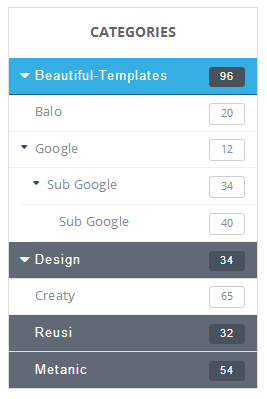 CATEGORIES
Beautiful-Templates 96
Balo 20
Google 12
Sub Google 34
Sub Google 40
Design 34
Creaty 65
Reusi 32
Metanic 54